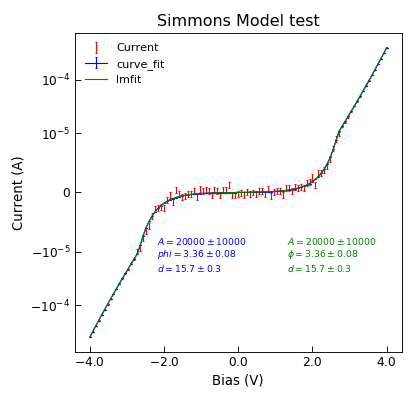 Simmons Model test
Current
curve_fit
lmfit
Current (A)
10⁻⁴
10⁻⁵
0
−10⁻⁵
−10⁻⁴
A = 20000 ± 10000
phi = 3.36 ± 0.08
d = 15.7 ± 0.3
A = 20000 ± 10000
ϕ = 3.36 ± 0.08
d = 15.7 ± 0.3
−4.0 −2.0 0.0 2.0 4.0
Bias (V)